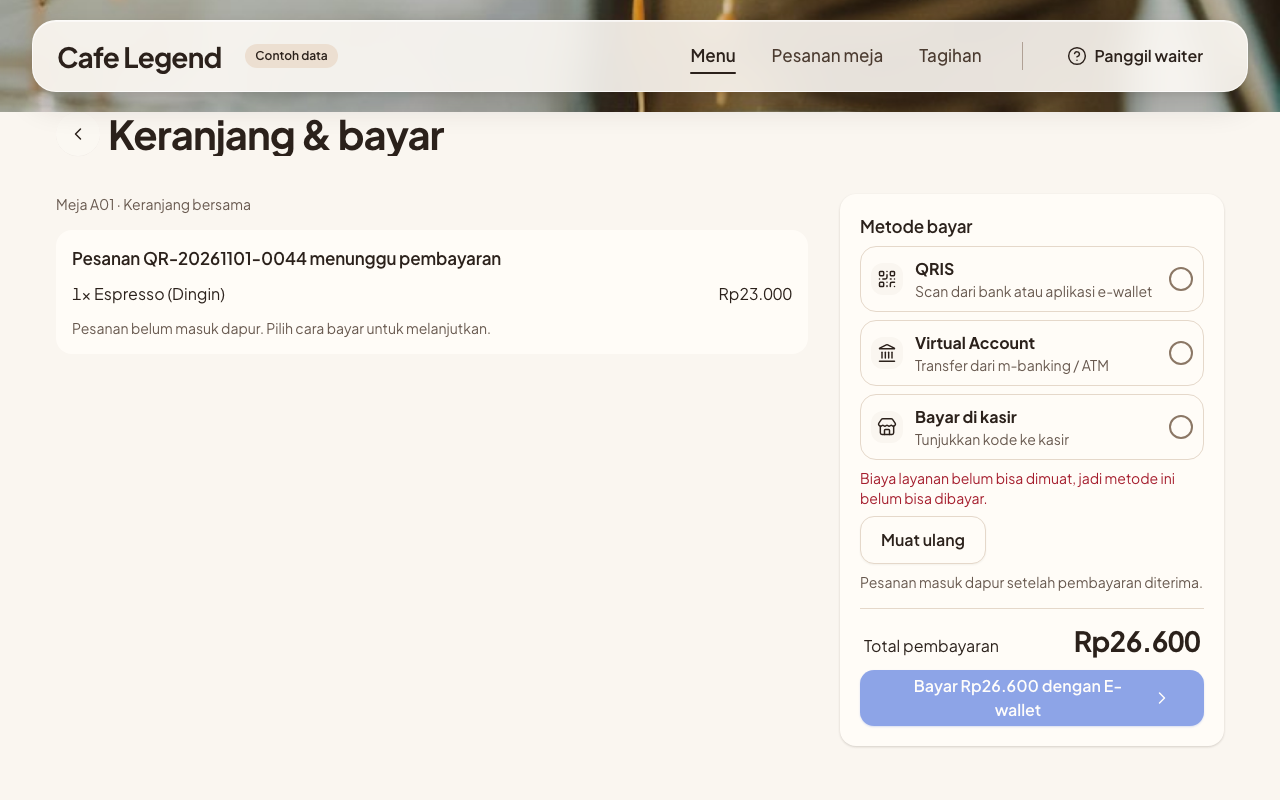 Cafe Legend
Contoh data
Menu
Pesanan meja
Tagihan
Panggil waiter
Keranjang & bayar
Meja A01 · Keranjang bersama
Pesanan QR-20261101-0044 menunggu pembayaran
1× Espresso (Dingin) Rp23.000
Pesanan belum masuk dapur. Pilih cara bayar untuk melanjutkan.
Metode bayar
QRIS
Scan dari bank atau aplikasi e-wallet
Virtual Account
Transfer dari m-banking / ATM
Bayar di kasir
Tunjukkan kode ke kasir
Biaya layanan belum bisa dimuat, jadi metode ini
belum bisa dibayar.
Muat ulang
Pesanan masuk dapur setelah pembayaran diterima.
Total pembayaran Rp26.600
Bayar Rp26.600 dengan E-
wallet